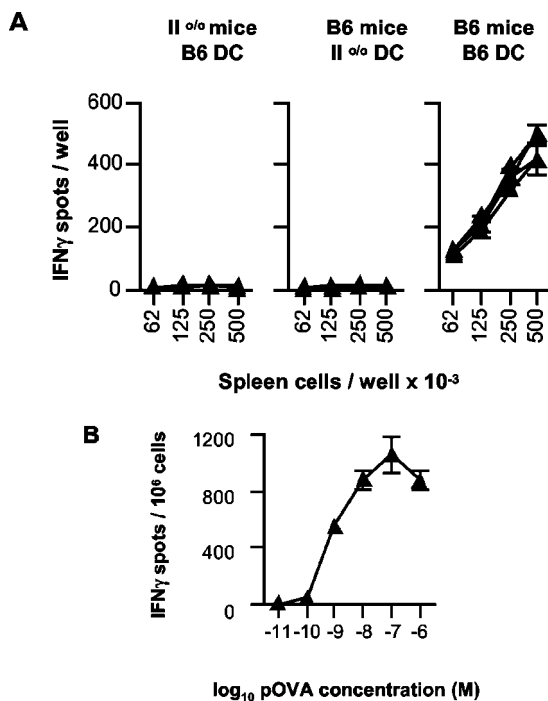 A
II o/o mice B6 mice B6 mice
B6 DC II o/o DC B6 DC
IFNγ spots / well
600
400
200
0
62 125 250 500 62 125 250 500 62 125 250 500
Spleen cells / well x 10-3
B
IFNγ spots / 10⁶ cells
1200
800
400
0
-11 -10 -9 -8 -7 -6
log₁₀ pOVA concentration (M)